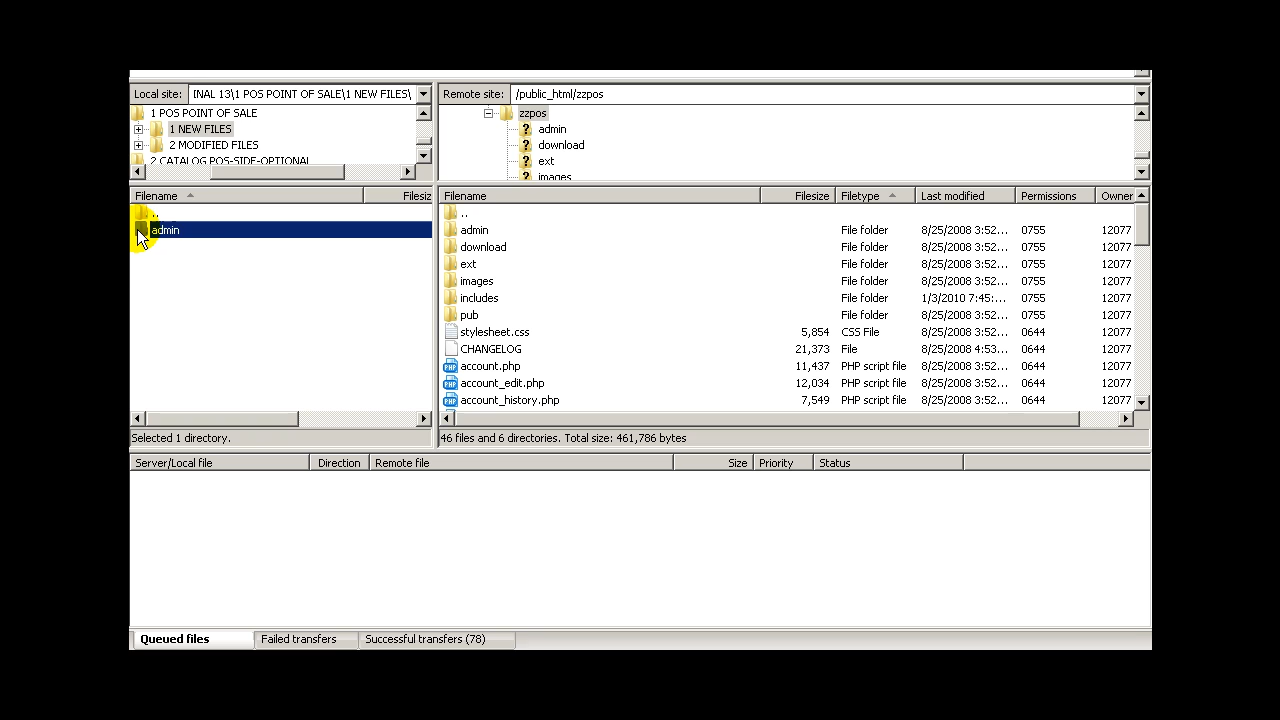 Local site: INAL 13\1 POS POINT OF SALE\1 NEW FILES\
1 POS POINT OF SALE
1 NEW FILES
2 MODIFIED FILES
2 CATALOG POS-SIDE-OPTIONAL
Filename Filesiz
..
admin
Selected 1 directory.
Remote site: /public_html/zzpos
zzpos
? admin
? download
? ext
? images
Filename Filesize Filetype Last modified Permissions Owner
..
admin File folder 8/25/2008 3:52... 0755 12077
download File folder 8/25/2008 3:52... 0755 12077
ext File folder 8/25/2008 3:52... 0755 12077
images File folder 8/25/2008 3:52... 0755 12077
includes File folder 1/3/2010 7:45:... 0755 12077
pub File folder 8/25/2008 3:52... 0755 12077
stylesheet.css 5,854 CSS File 8/25/2008 3:52... 0644 12077
CHANGELOG 21,373 File 8/25/2008 4:53... 0644 12077
PHP account.php 11,437 PHP script file 8/25/2008 3:52... 0644 12077
PHP account_edit.php 12,034 PHP script file 8/25/2008 3:52... 0644 12077
PHP account_history.php 7,549 PHP script file 8/25/2008 3:52... 0644 12077
46 files and 6 directories. Total size: 461,786 bytes
Server/Local file Direction Remote file Size Priority Status
Queued files Failed transfers Successful transfers (78)